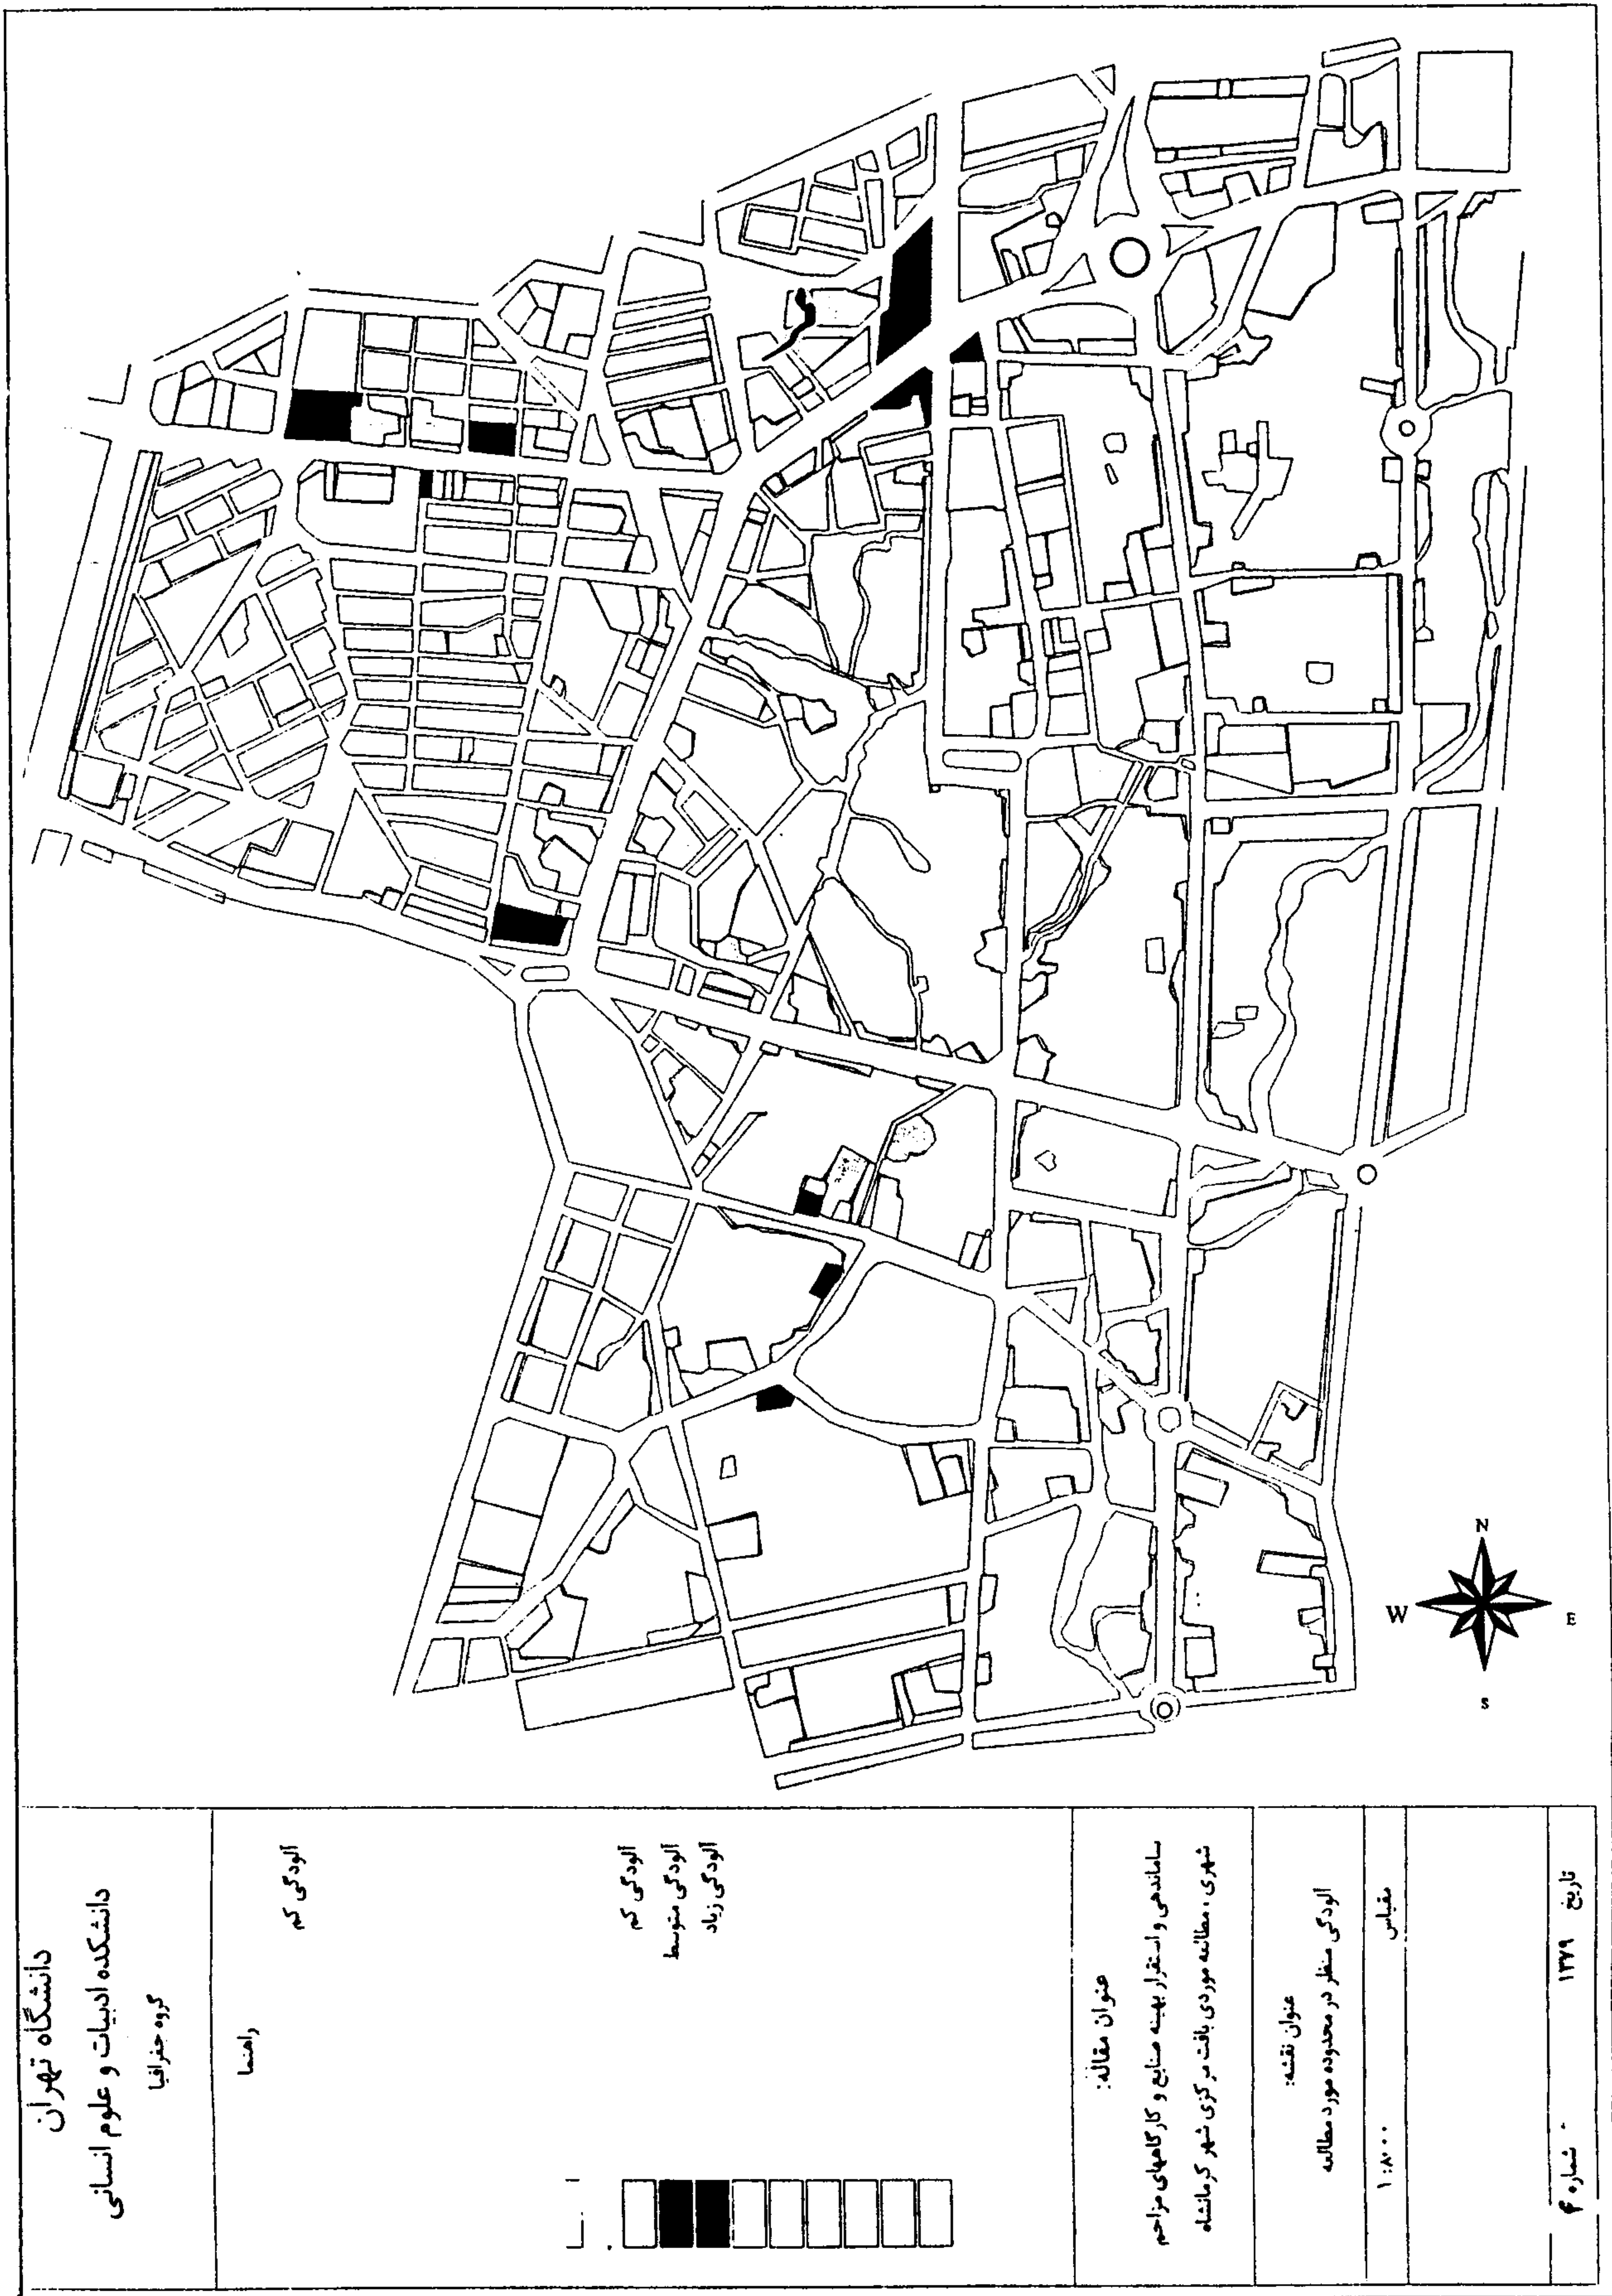 N
W
E
S
دانشگاه تهران
دانشکده ادبیات و علوم انسانی
گروه جغرافیا
راهنما
آلودگی کم
آلودگی کم
آلودگی متوسط
آلودگی زیاد
عنوان مقاله:
ساماندهی و استقرار بهینه صنایع و کارگاههای مزاحم
شهری، مطالعه موردی بافت مرکزی شهر کرمانشاه
عنوان نقشه:
آلودگی منظر در محدوده مورد مطالعه
مقیاس ۱:۸۰۰۰
تاریخ ۱۳۷۹ شماره ۴